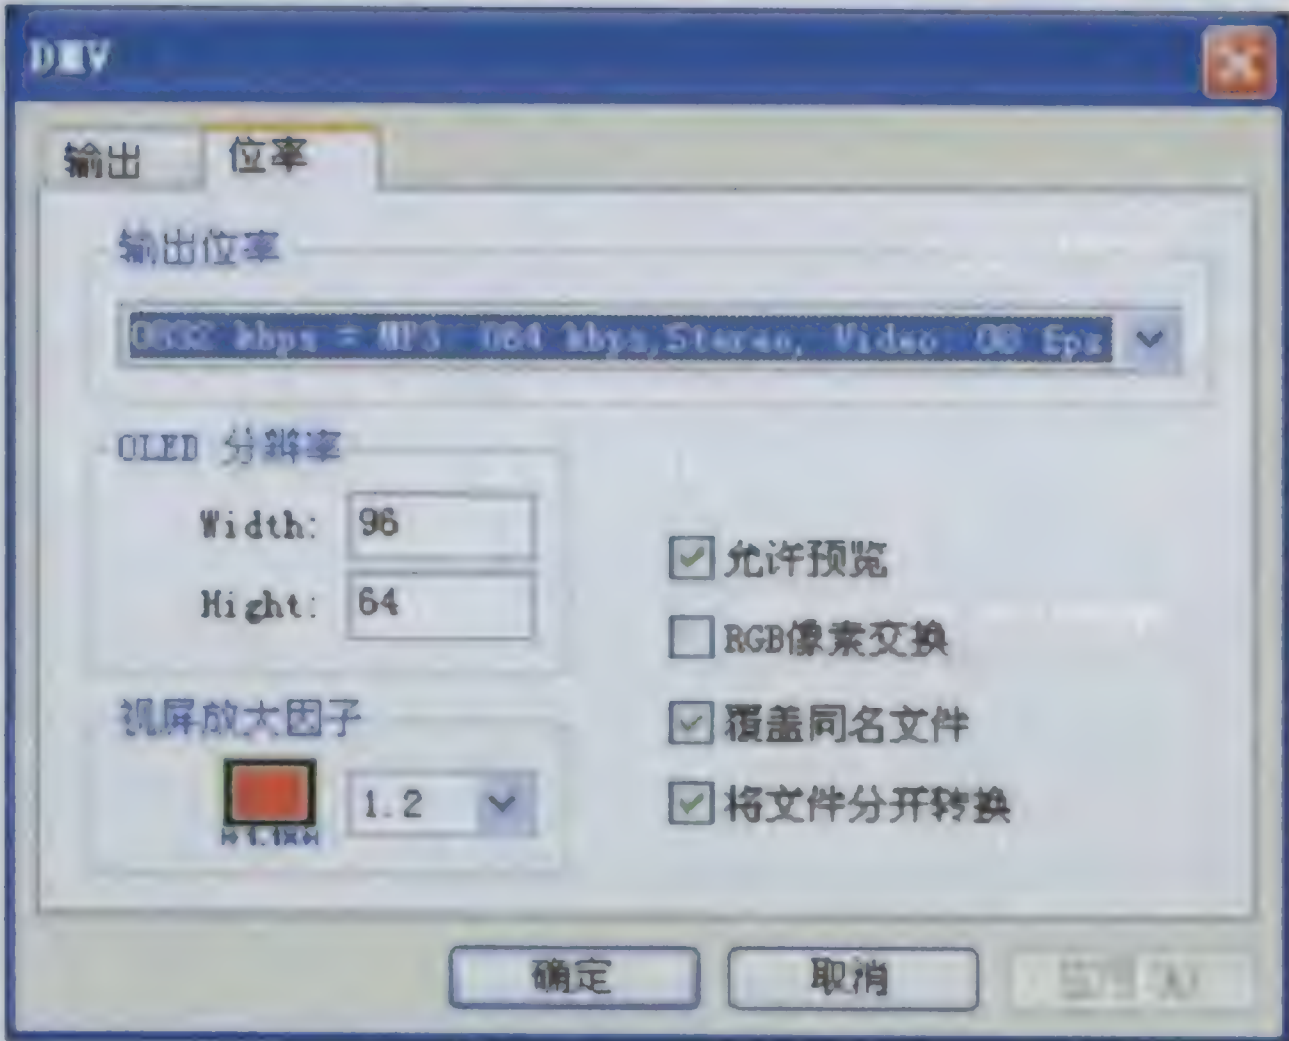 DMV
输出 位率
输出位率
0832 kbps = MP3: 064 kbps,Stereo, Video: 08 fps
OLED 分辨率
Width: 96
Hight: 64
视屏放大因子
1.2
允许预览
RGB像素交换
覆盖同名文件
将文件分开转换
确定 取消